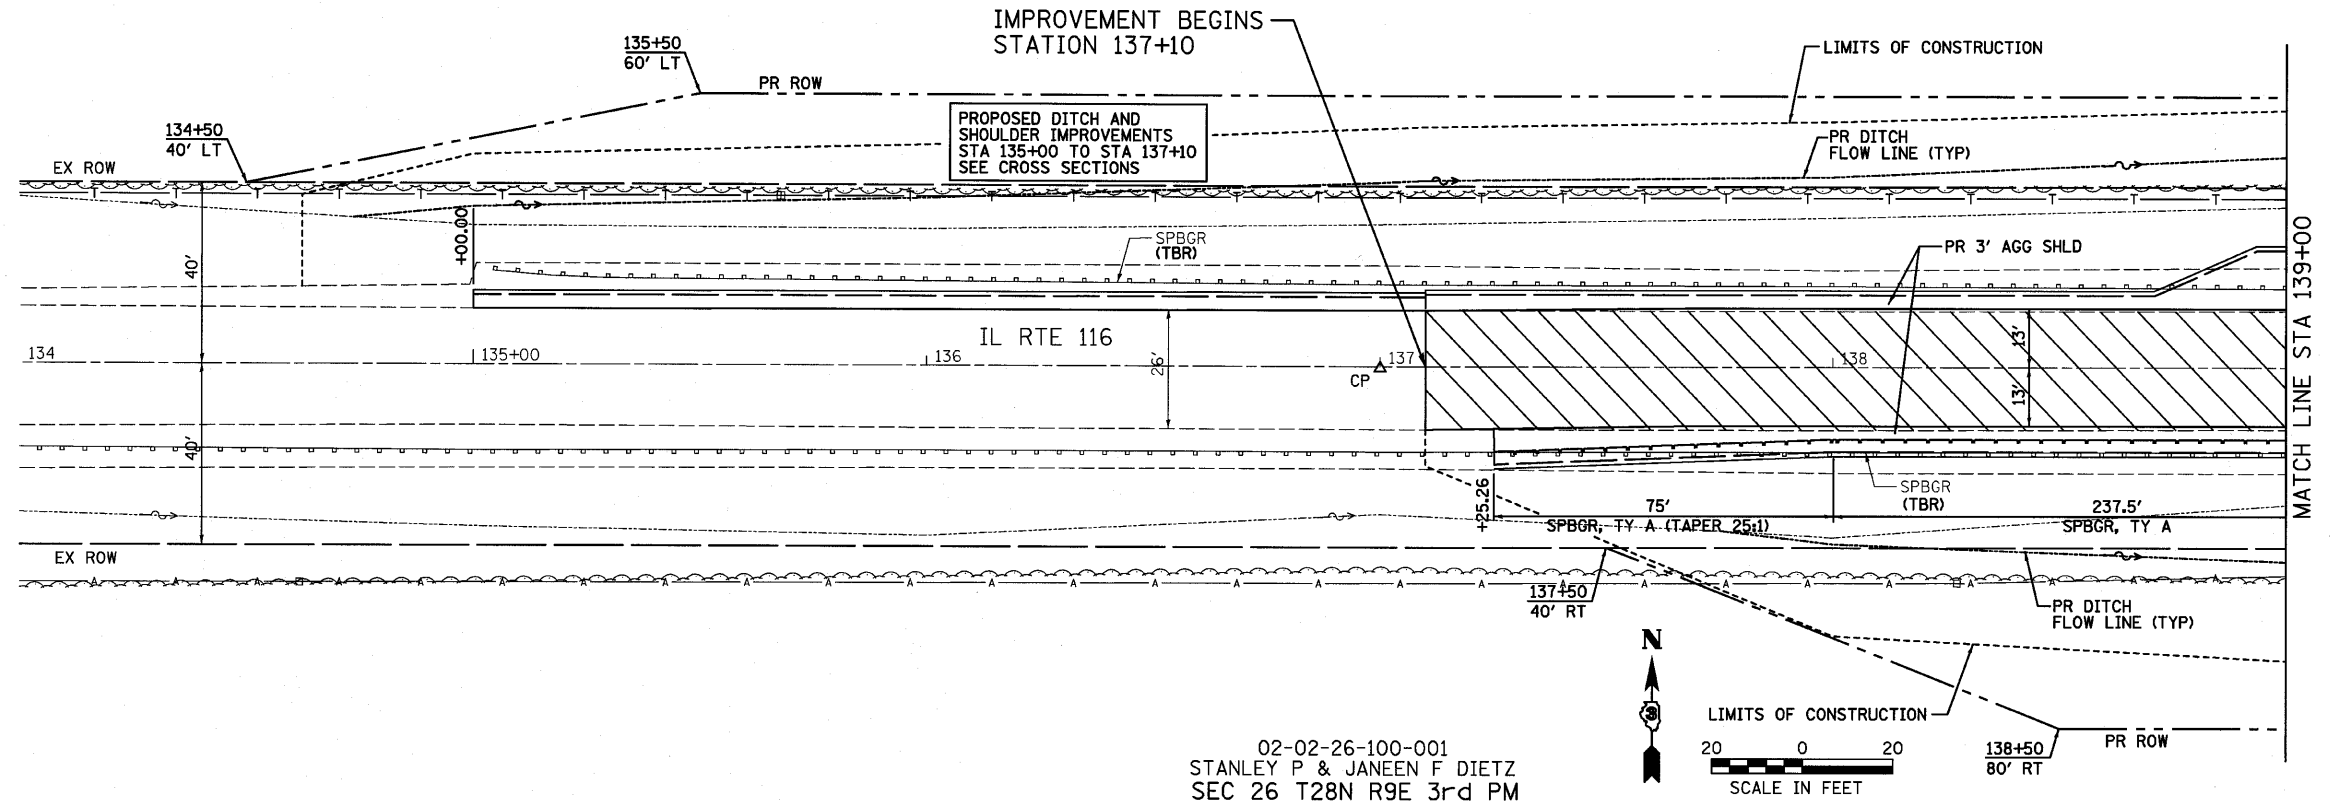 IMPROVEMENT BEGINS
STATION 137+10
135+50
60' LT
PR ROW
LIMITS OF CONSTRUCTION
134+50
40' LT
EX ROW
PROPOSED DITCH AND
SHOULDER IMPROVEMENTS
STA 135+00 TO STA 137+10
SEE CROSS SECTIONS
PR DITCH
FLOW LINE (TYP)
+00.00
SPBGR
(TBR)
PR 3' AGG SHLD
40'
IL RTE 116
26'
13'
134
135+00
136
137
CP
138
13'
40'
MATCH LINE STA 139+00
+25.26
75'
SPBGR, TY A (TAPER 25:1)
SPBGR
(TBR)
237.5'
SPBGR, TY A
EX ROW
137+50
40' RT
PR DITCH
FLOW LINE (TYP)
N
3
LIMITS OF CONSTRUCTION
20 0 20
SCALE IN FEET
138+50
80' RT
PR ROW
02-02-26-100-001
STANLEY P & JANEEN F DIETZ
SEC 26 T28N R9E 3rd PM